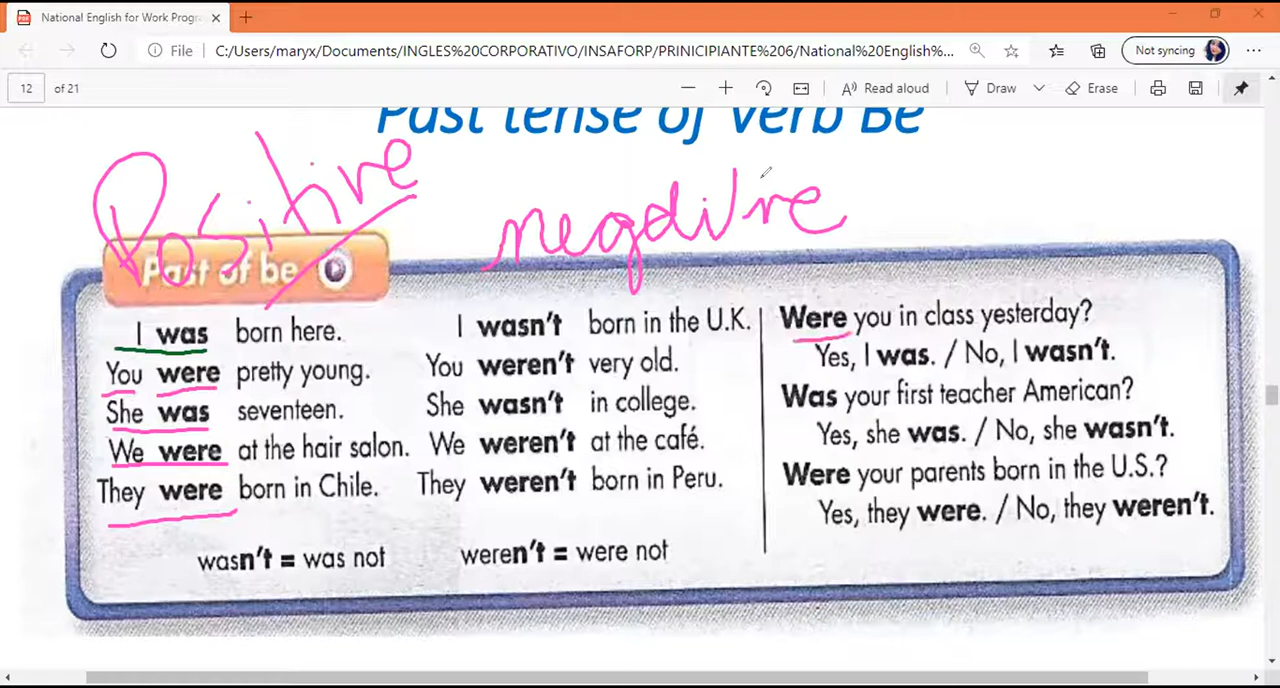 National English for Work Progr
File
C:/Users/maryx/Documents/INGLES%20CORPORATIVO/INSAFORP/PRINICIPIANTE%206/National%20English%...
Not syncing
12 of 21
Read aloud
Draw
Erase
Past tense of Verb Be
Positive
negative
Past of be
I was born here.
You were pretty young.
She was seventeen.
We were at the hair salon.
They were born in Chile.
wasn't = was not
I wasn't born in the U.K.
You weren't very old.
She wasn't in college.
We weren't at the café.
They weren't born in Peru.
weren't = were not
Were you in class yesterday?
Yes, I was. / No, I wasn't.
Was your first teacher American?
Yes, she was. / No, she wasn't.
Were your parents born in the U.S.?
Yes, they were. / No, they weren't.